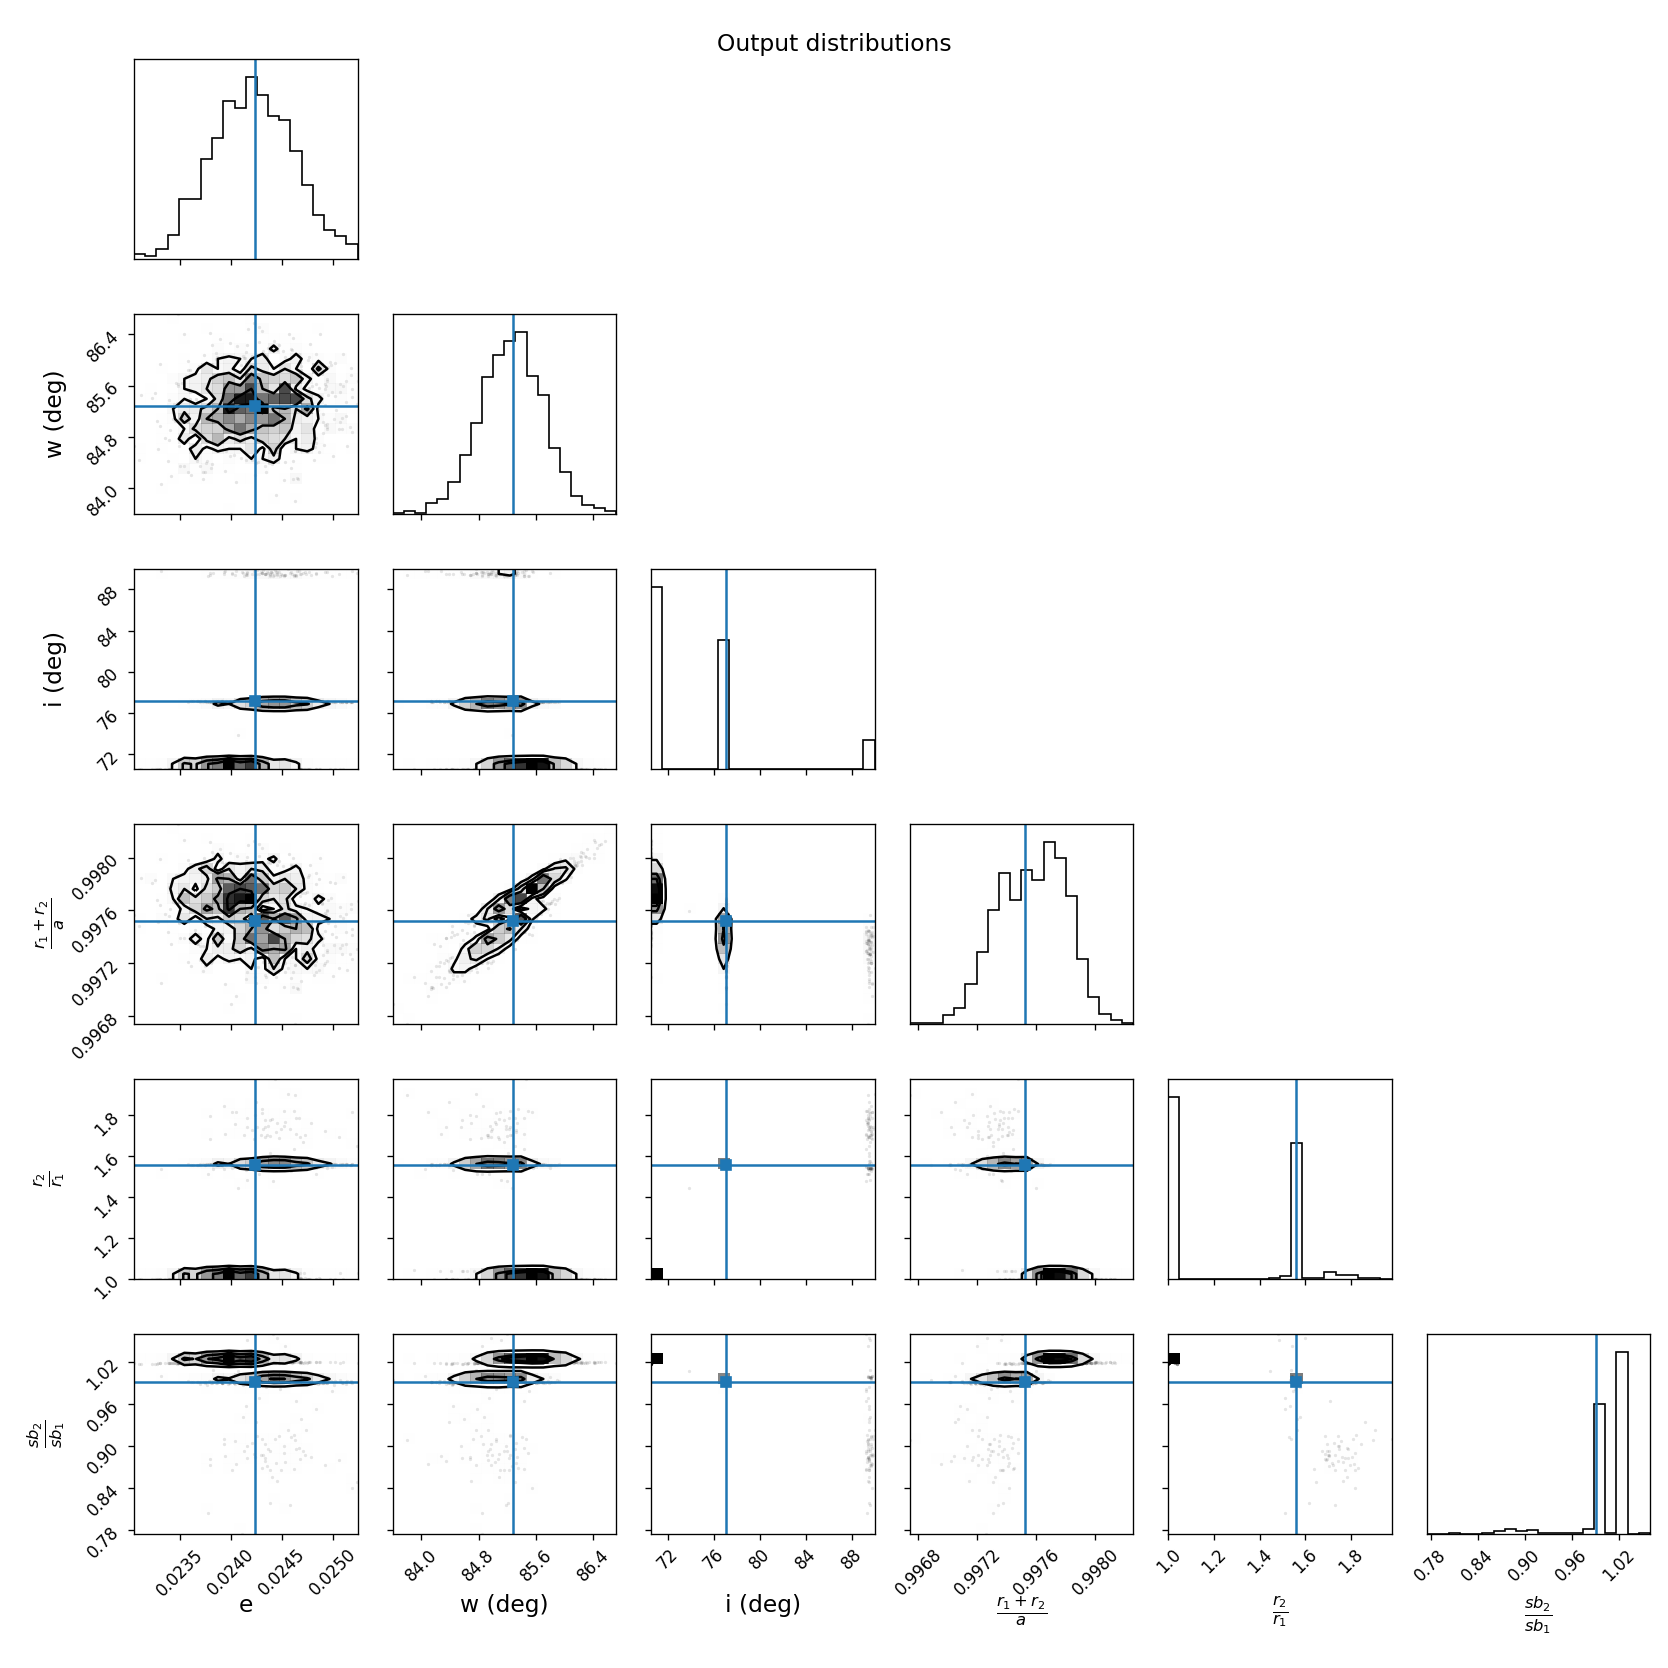 Output distributions
86.4
85.6
84.8
84.0
w (deg)
88
84
80
76
72
i (deg)
0.9980
0.9976
0.9972
0.9968
r₁ + r₂
a
1.8
1.6
1.4
1.2
1.0
r₂
r₁
1.02
0.96
0.90
0.84
0.78
sb₂
sb₁
0.0235 0.0240 0.0245 0.0250 84.0 84.8 85.6 86.4 72 76 80 84 88 0.9968 0.9972 0.9976 0.9980 1.0 1.2 1.4 1.6 1.8 0.78 0.84 0.90 0.96 1.02
e w (deg) i (deg) r₁ + r₂ r₂ sb₂
a r₁ sb₁